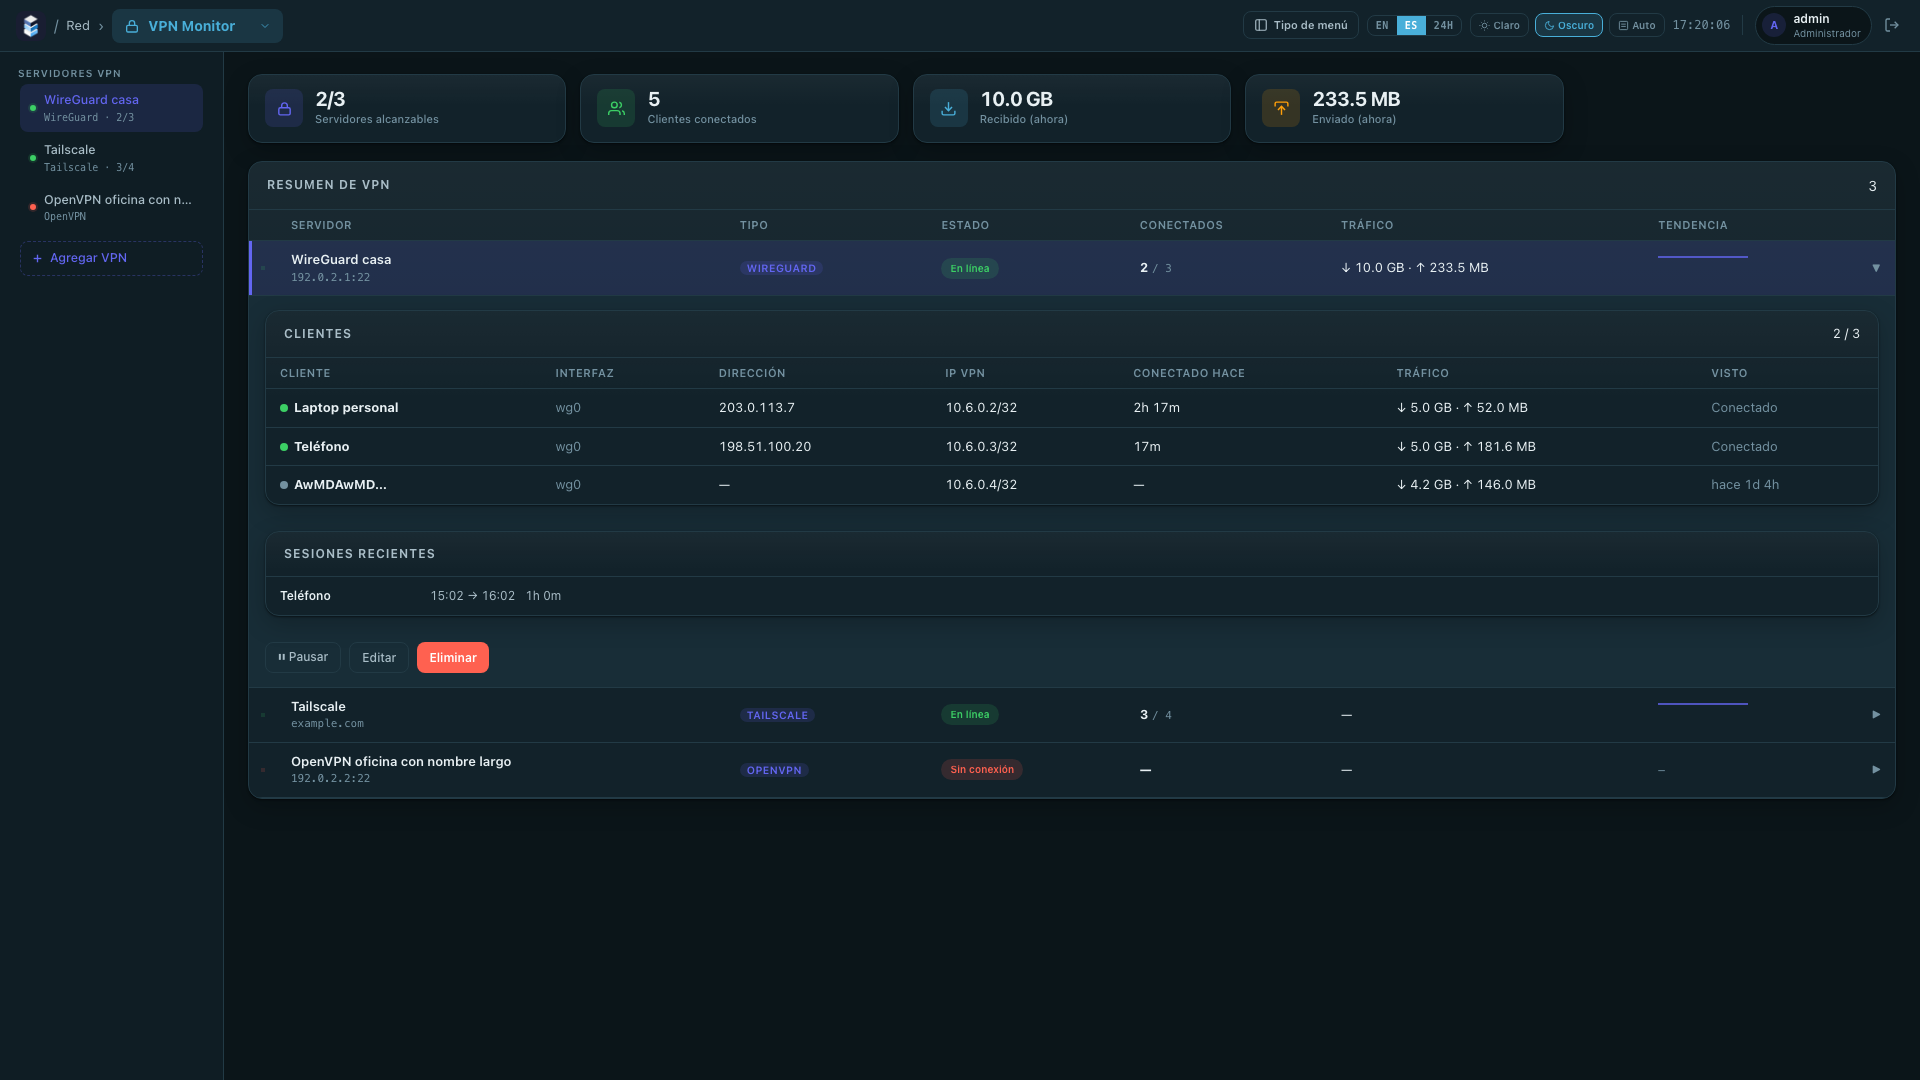 / Red › VPN Monitor
Tipo de menú
EN ES 24H
Claro
Oscuro
Auto
17:20:06
A
admin
Administrador
SERVIDORES VPN
WireGuard casa
WireGuard · 2/3
Tailscale
Tailscale · 3/4
OpenVPN oficina con n...
OpenVPN
+ Agregar VPN
2/3
Servidores alcanzables
5
Clientes conectados
10.0 GB
Recibido (ahora)
233.5 MB
Enviado (ahora)
RESUMEN DE VPN 3
SERVIDOR TIPO ESTADO CONECTADOS TRÁFICO TENDENCIA
WireGuard casa
192.0.2.1:22
WIREGUARD En línea 2 / 3 ↓ 10.0 GB · ↑ 233.5 MB ▼
CLIENTES 2 / 3
CLIENTE INTERFAZ DIRECCIÓN IP VPN CONECTADO HACE TRÁFICO VISTO
Laptop personal wg0 203.0.113.7 10.6.0.2/32 2h 17m ↓ 5.0 GB · ↑ 52.0 MB Conectado
Teléfono wg0 198.51.100.20 10.6.0.3/32 17m ↓ 5.0 GB · ↑ 181.6 MB Conectado
AwMDAwMD... wg0 — 10.6.0.4/32 — ↓ 4.2 GB · ↑ 146.0 MB hace 1d 4h
SESIONES RECIENTES
Teléfono 15:02 → 16:02 1h 0m
Pausar Editar Eliminar
Tailscale
example.com
TAILSCALE En línea 3 / 4 — ▶
OpenVPN oficina con nombre largo
192.0.2.2:22
OPENVPN Sin conexión — — – ▶